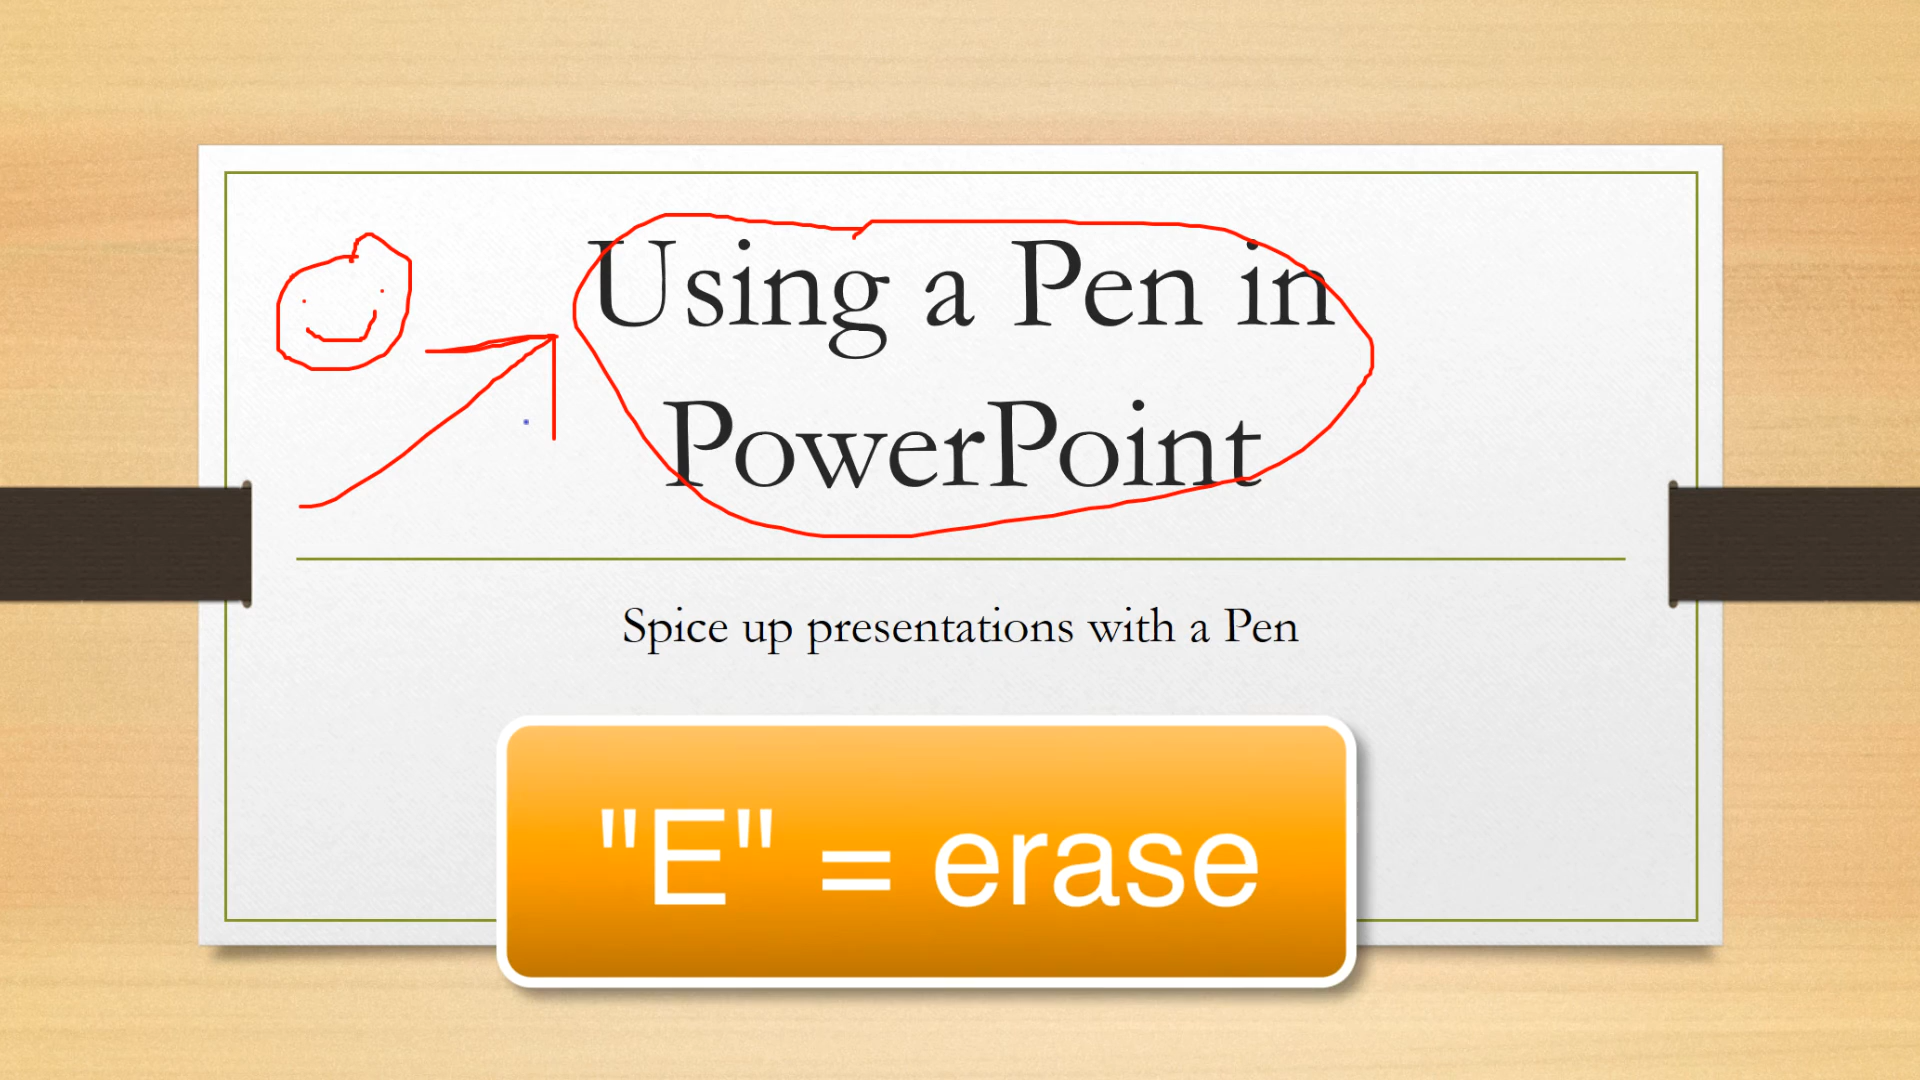 Using a Pen in
PowerPoint
Spice up presentations with a Pen
"E" = erase